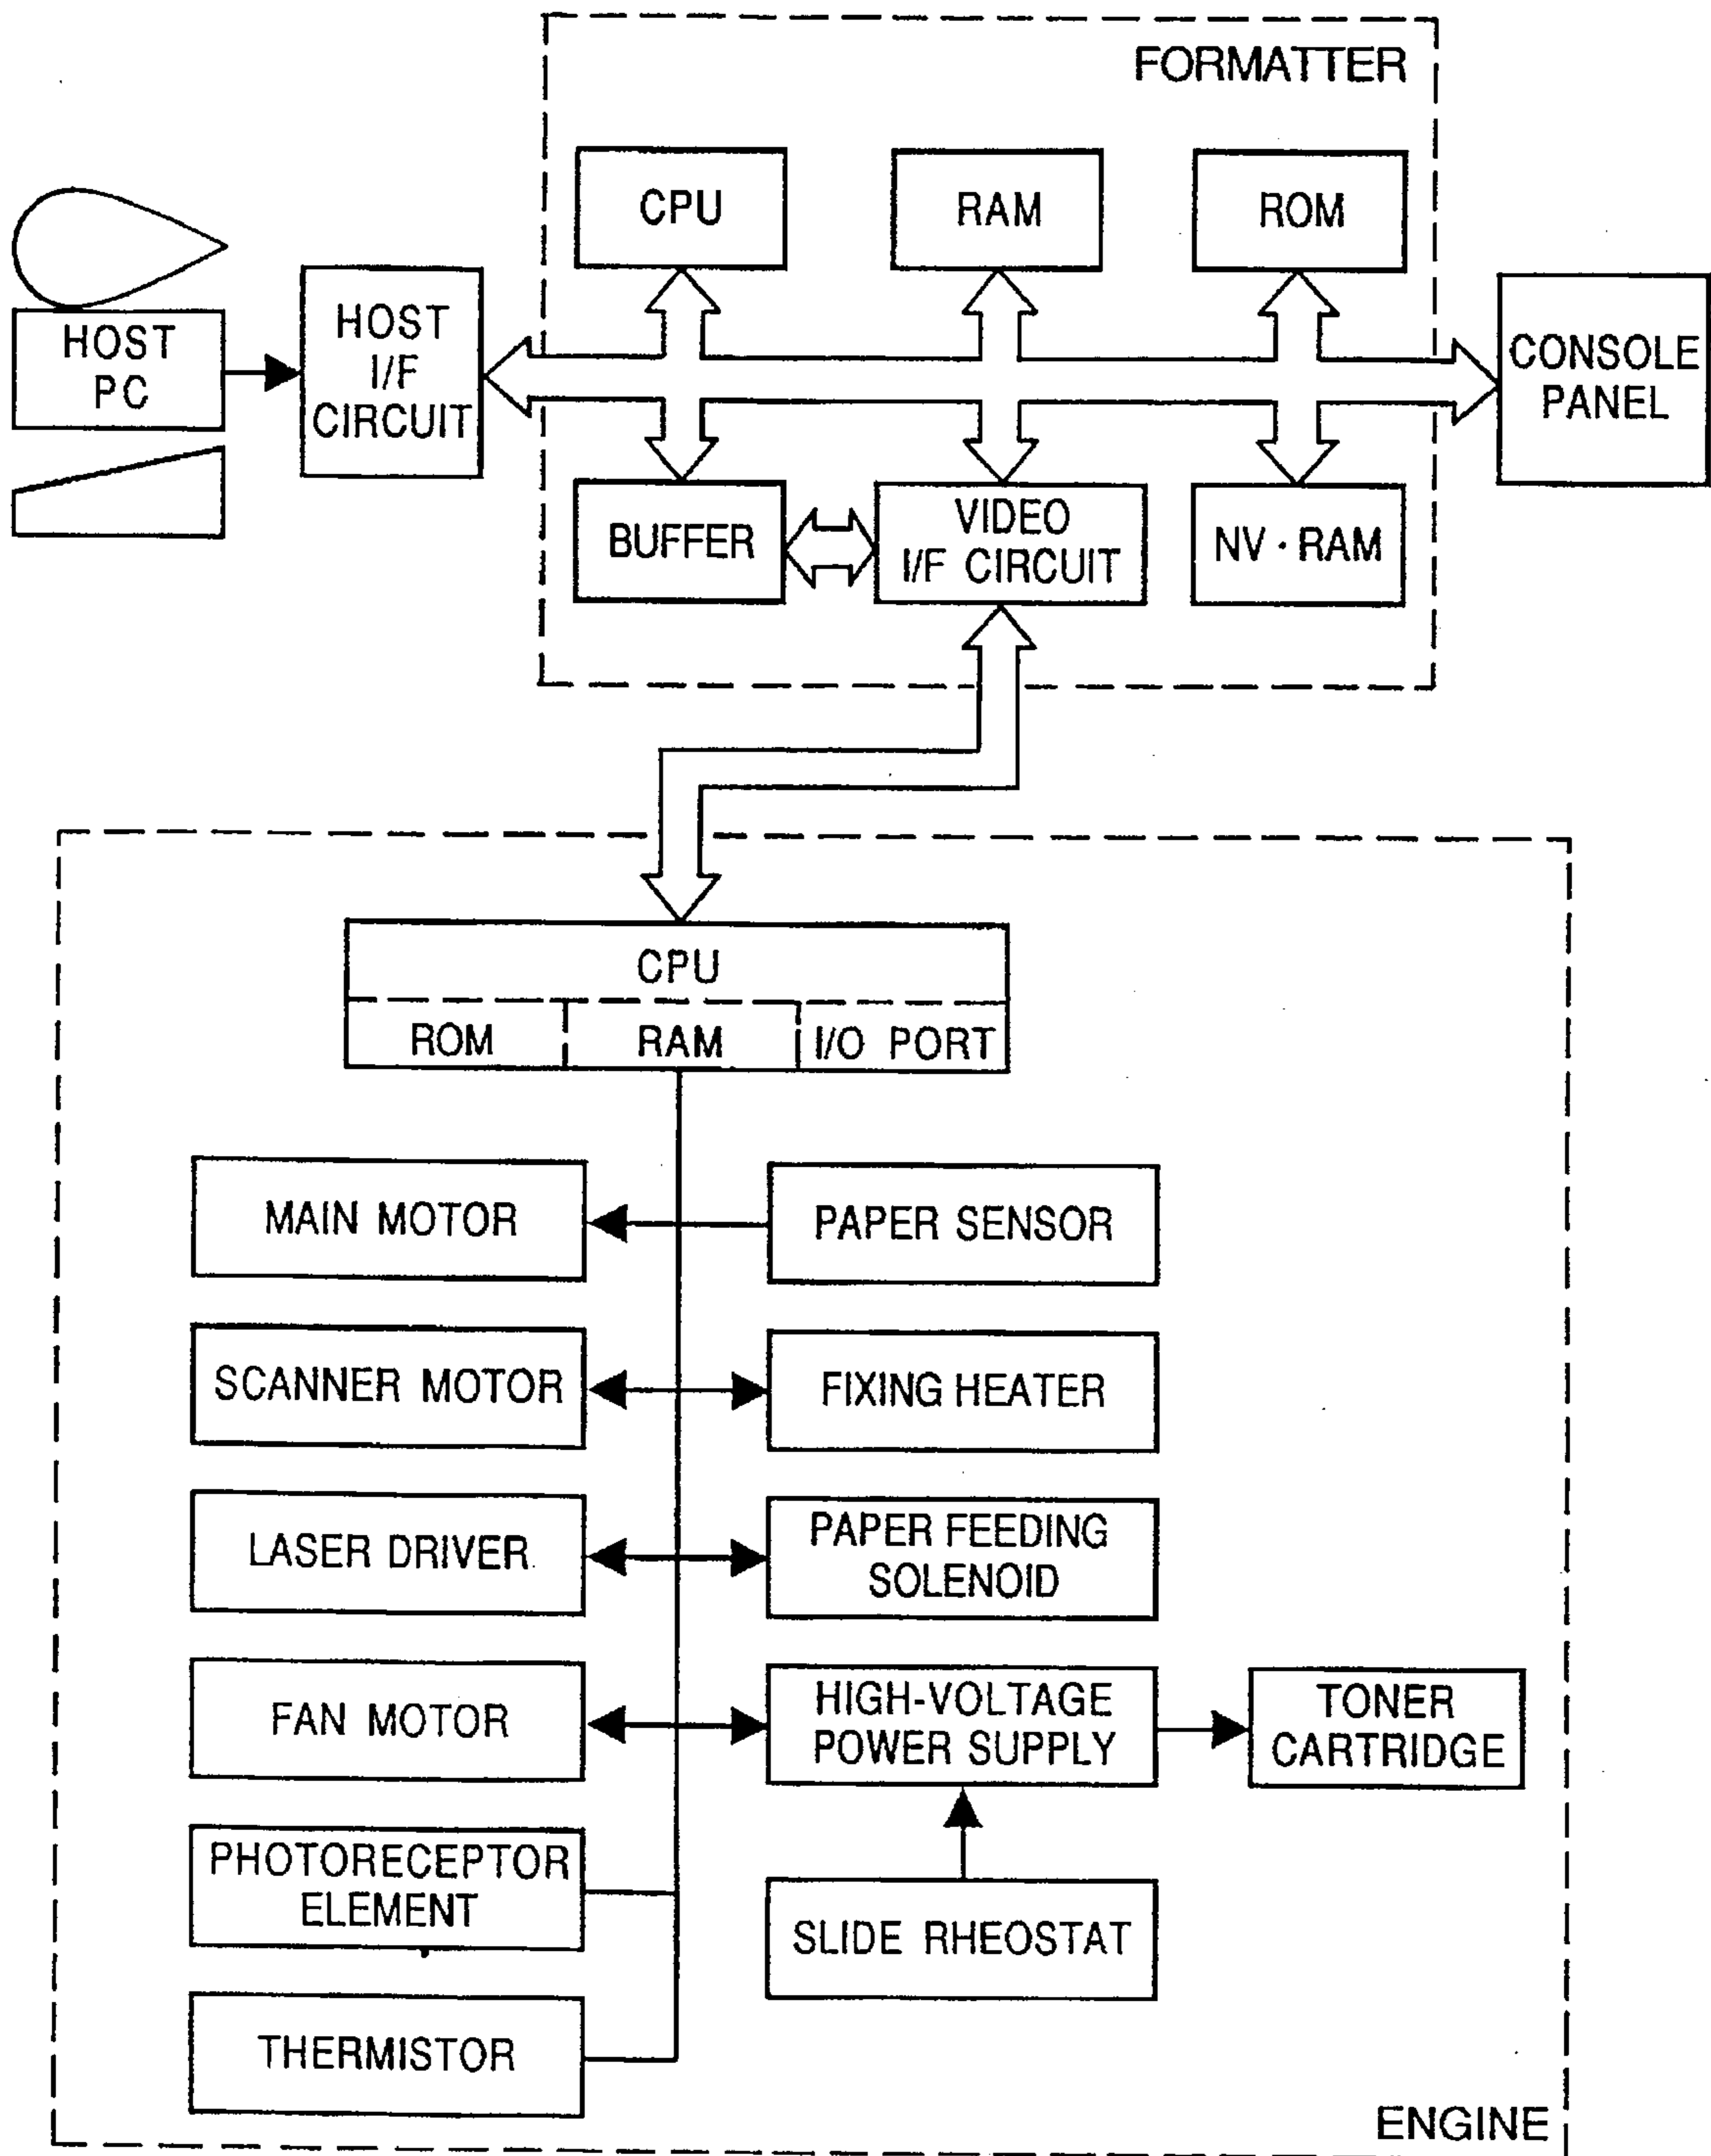 FORMATTER
CPU
RAM
ROM
HOST
PC
HOST
I/F
CIRCUIT
CONSOLE
PANEL
BUFFER
VIDEO
I/F CIRCUIT
NV · RAM
CPU
ROM
RAM
I/O PORT
MAIN MOTOR
PAPER SENSOR
SCANNER MOTOR
FIXING HEATER
LASER DRIVER
PAPER FEEDING
SOLENOID
FAN MOTOR
HIGH-VOLTAGE
POWER SUPPLY
TONER
CARTRIDGE
PHOTORECEPTOR
ELEMENT
SLIDE RHEOSTAT
THERMISTOR
ENGINE